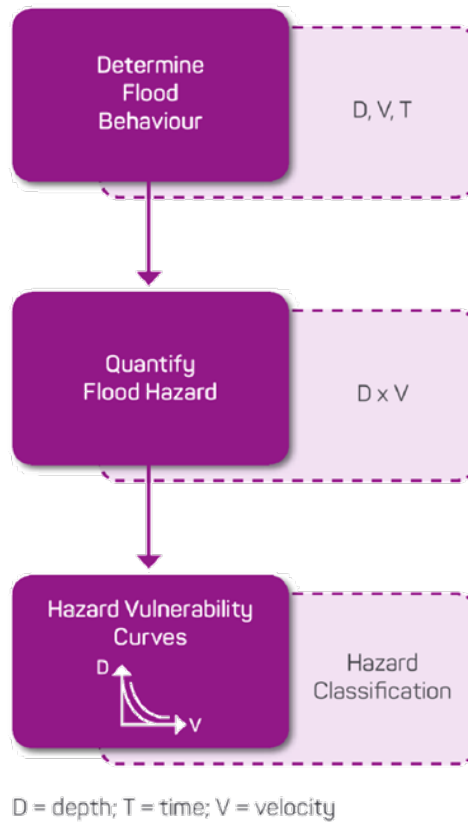 Determine
Flood
Behaviour
D, V, T
Quantify
Flood Hazard
D x V
Hazard Vulnerability
Curves
D
V
Hazard
Classification
D = depth; T = time; V = velocity